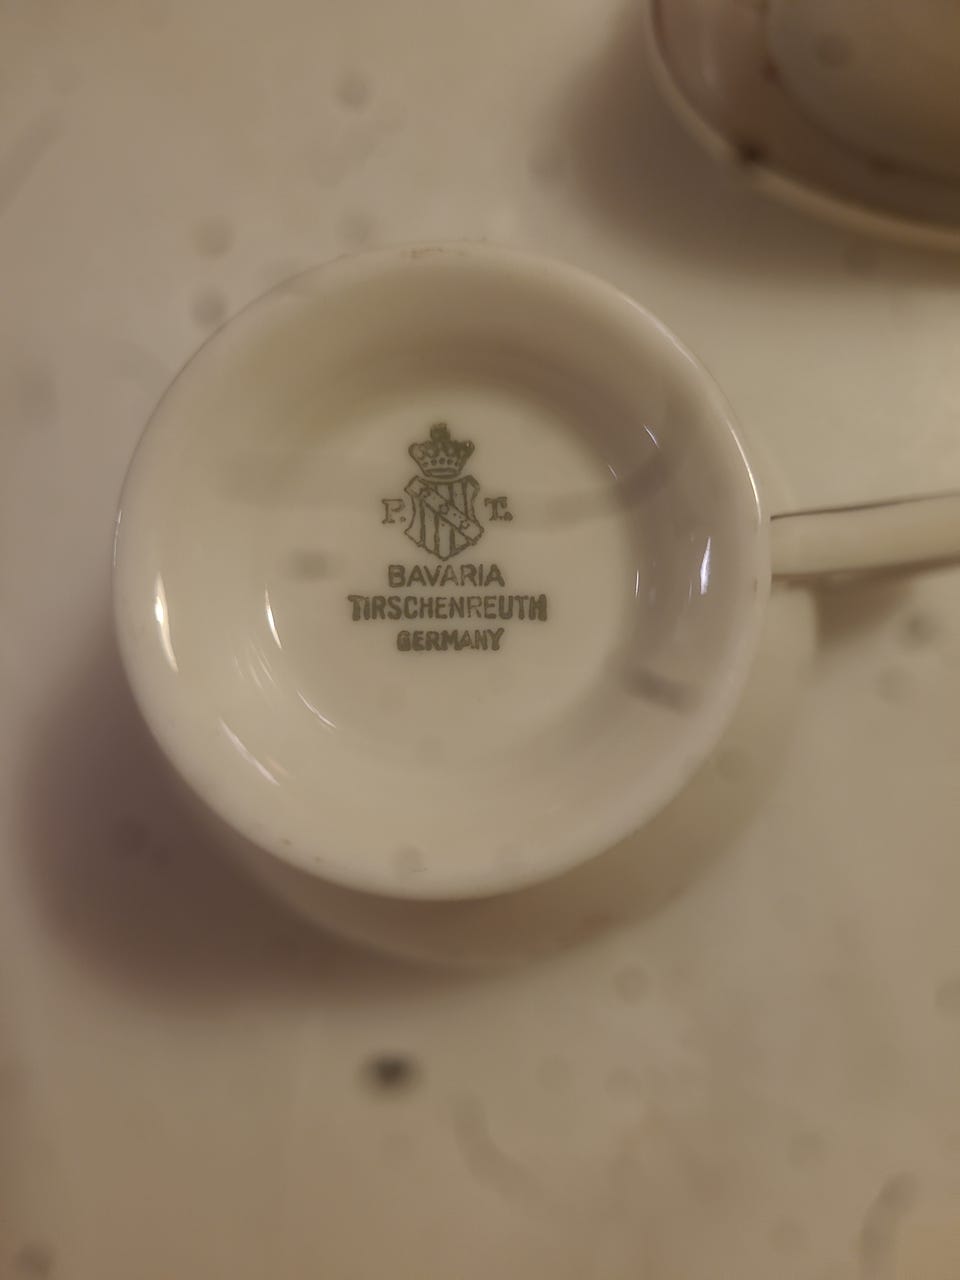 P. T.
BAVARIA
TIRSCHENREUTH
GERMANY